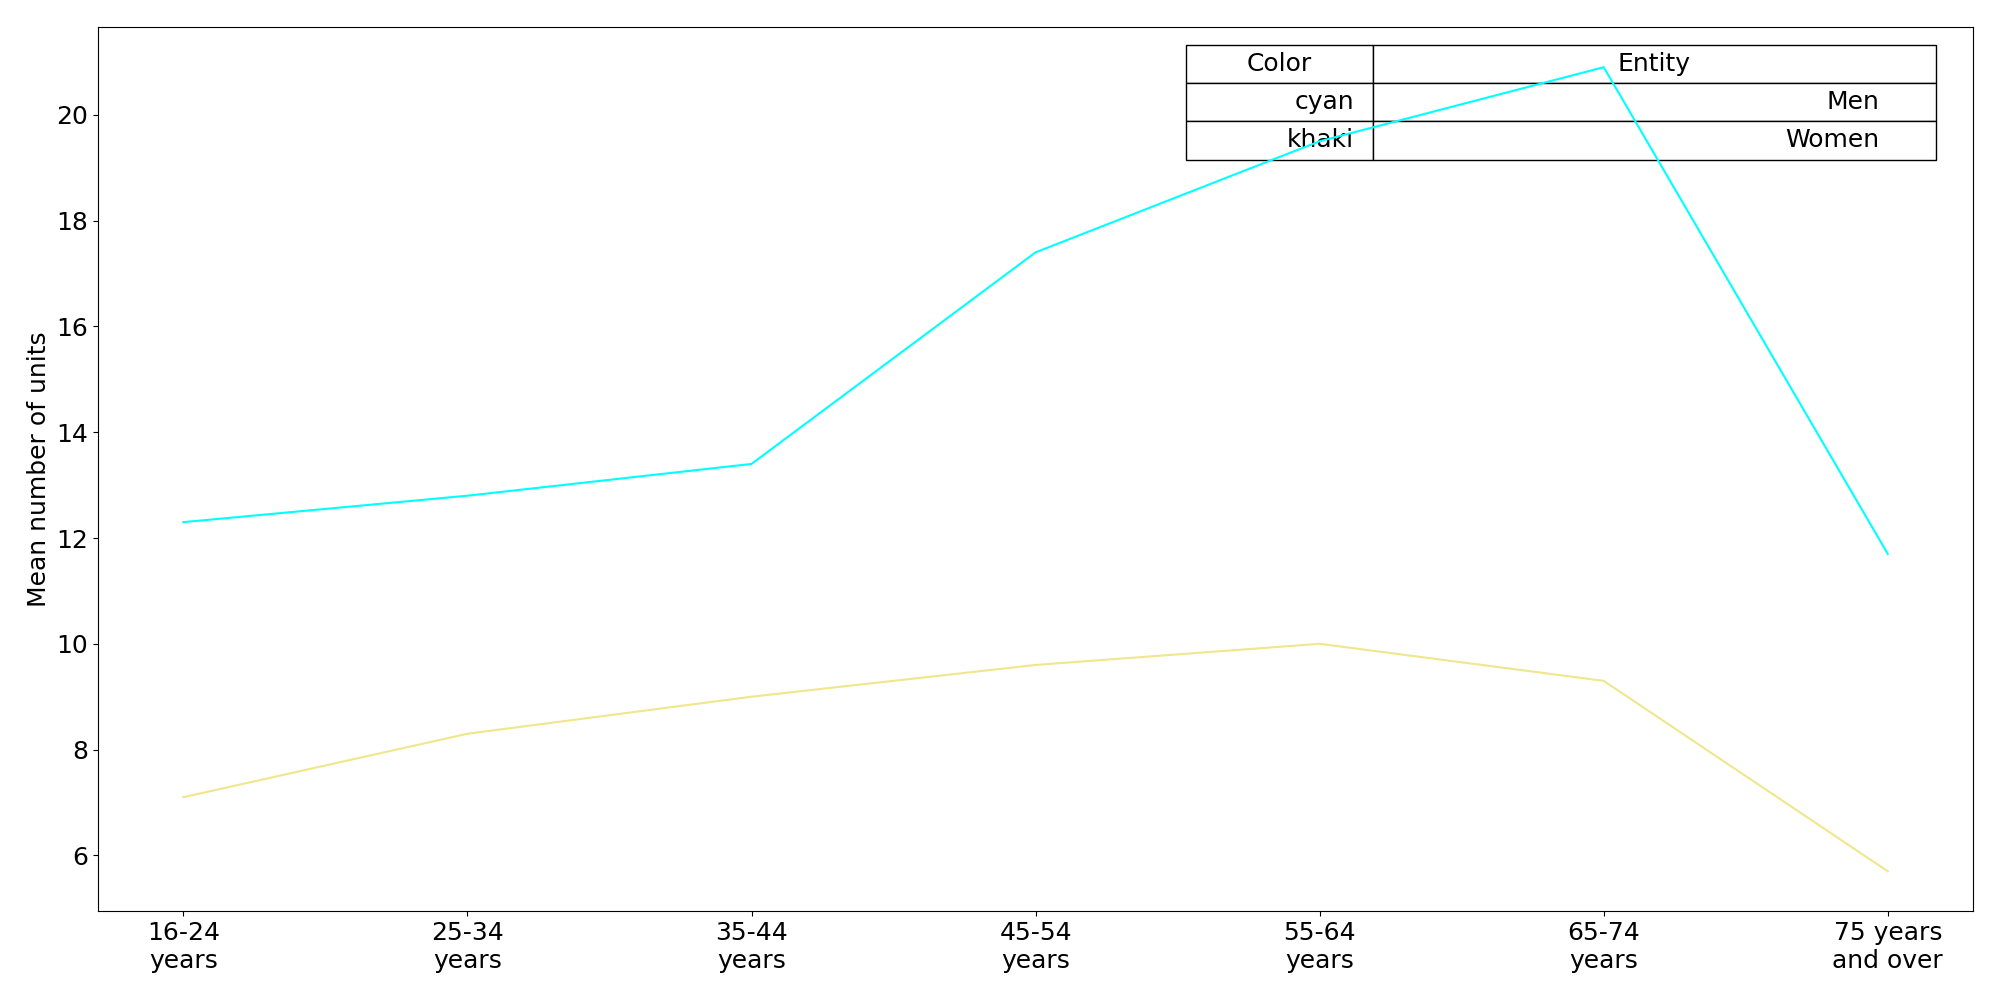 Color Entity
cyan Men
khaki Women
Mean number of units
20
18
16
14
12
10
8
6
16-24 25-34 35-44 45-54 55-64 65-74 75 years
years years years years years years and over